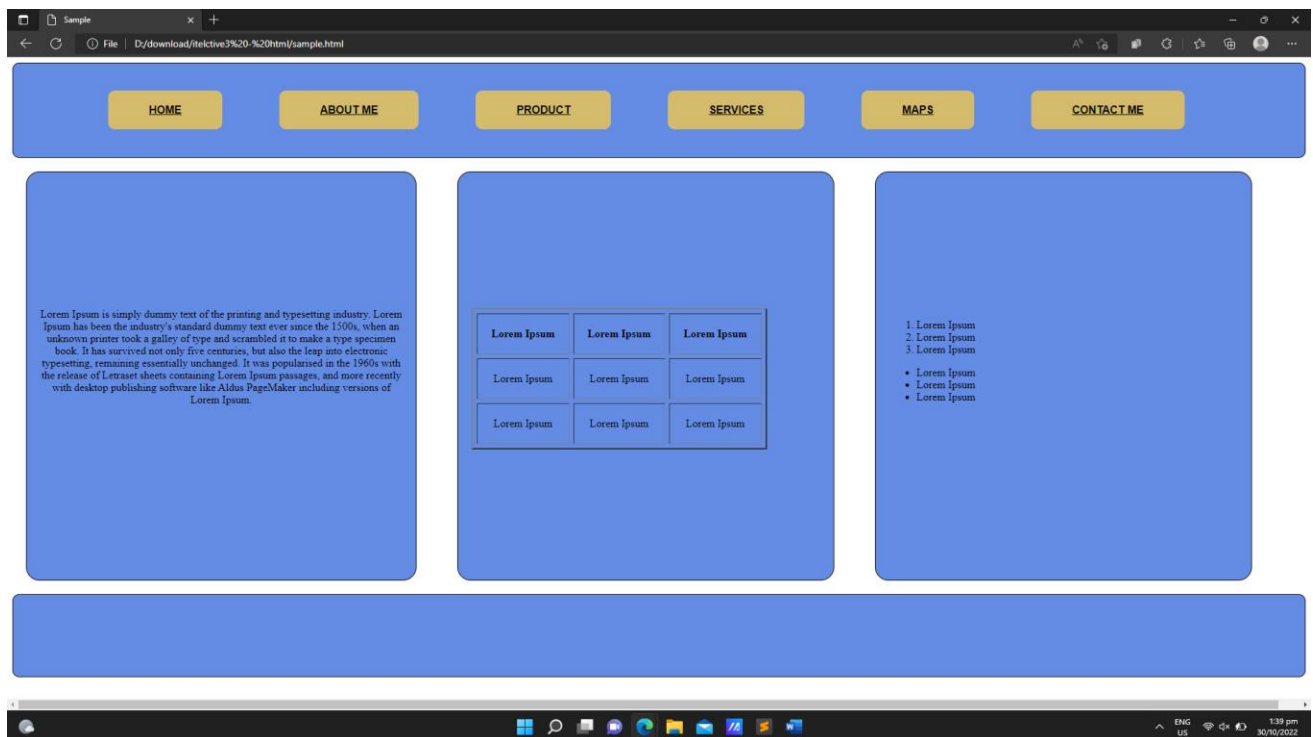 Sample
File
D:/download/itelctive3%20-%20html/sample.html
HOME
ABOUT ME
PRODUCT
SERVICES
MAPS
CONTACT ME
Lorem Ipsum is simply dummy text of the printing and typesetting industry. Lorem
Ipsum has been the industry's standard dummy text ever since the 1500s, when an
unknown printer took a galley of type and scrambled it to make a type specimen
book. It has survived not only five centuries, but also the leap into electronic
typesetting, remaining essentially unchanged. It was popularised in the 1960s with
the release of Letraset sheets containing Lorem Ipsum passages, and more recently
with desktop publishing software like Aldus PageMaker including versions of
Lorem Ipsum.
Lorem Ipsum Lorem Ipsum Lorem Ipsum
Lorem Ipsum Lorem Ipsum Lorem Ipsum
Lorem Ipsum Lorem Ipsum Lorem Ipsum
1. Lorem Ipsum
2. Lorem Ipsum
3. Lorem Ipsum
• Lorem Ipsum
• Lorem Ipsum
• Lorem Ipsum
ENG
US
1:39 pm
30/10/2022